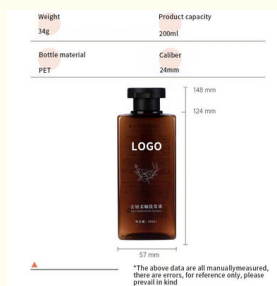 Weight
Product capacity
34g
200ml
Bottle material
Caliber
PET
24mm
148 mm
124 mm
LOGO
57 mm
*The above data are all manuallymeasured,
there are errors, for reference only, please
prevail in kind